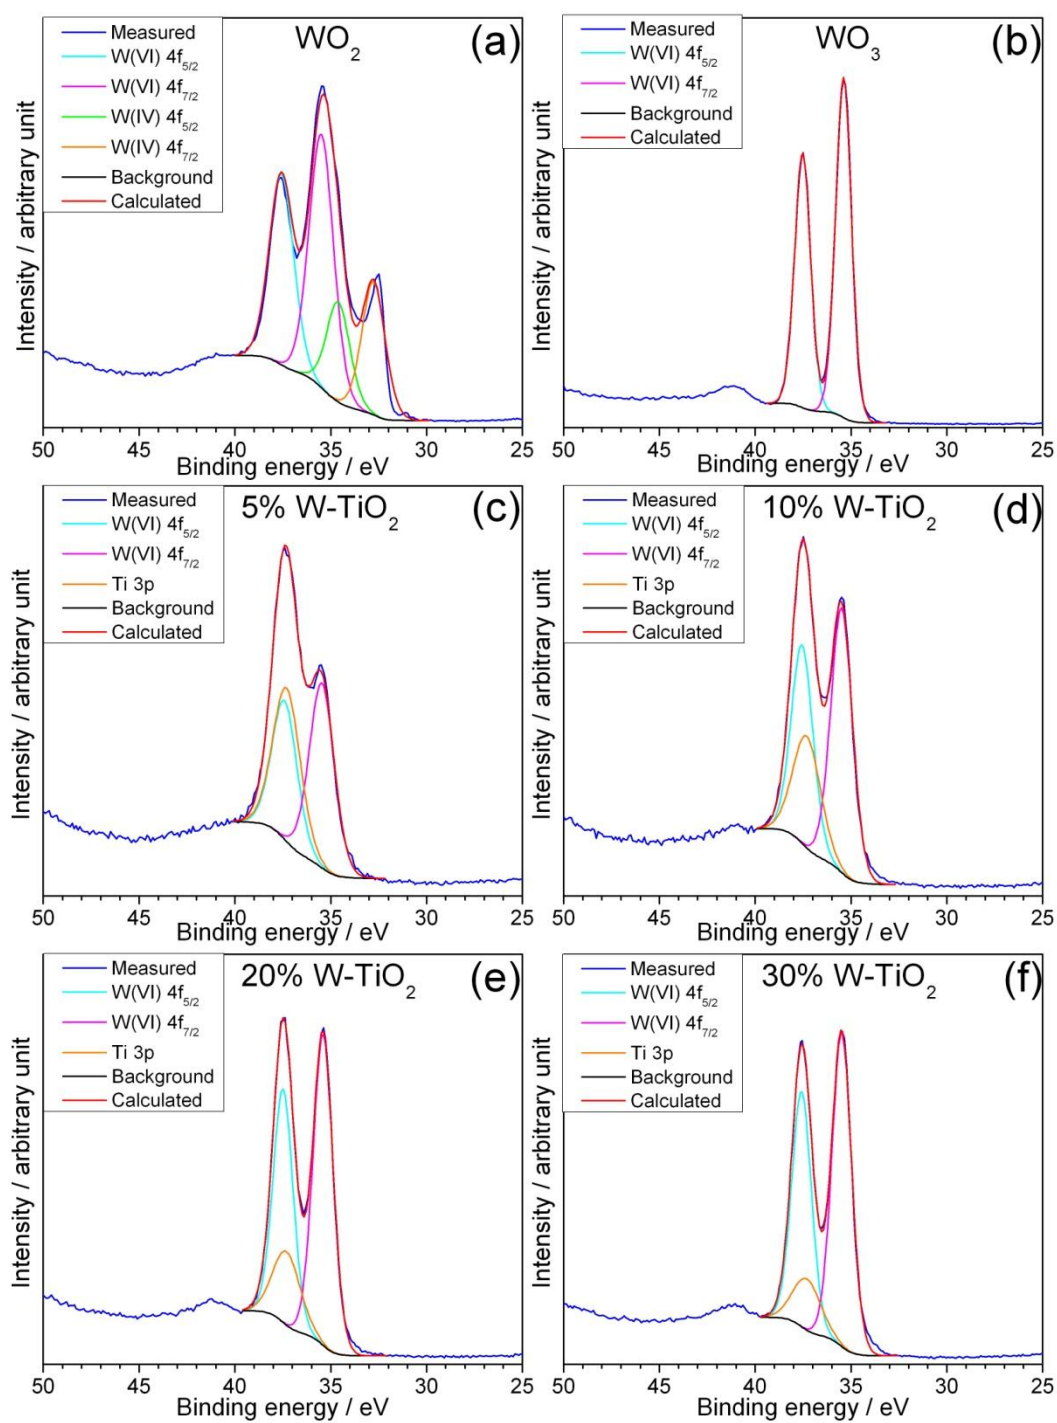 (a)
WO2
Measured
W(VI) 4f5/2
W(VI) 4f7/2
W(IV) 4f5/2
W(IV) 4f7/2
Background
Calculated
Intensity / arbitrary unit
50 45 40 35 30 25
Binding energy / eV
(b)
WO3
Measured
W(VI) 4f5/2
W(VI) 4f7/2
Background
Calculated
Intensity / arbitrary unit
50 45 40 35 30 25
Binding energy / eV
(c)
5% W-TiO2
Measured
W(VI) 4f5/2
W(VI) 4f7/2
Ti 3p
Background
Calculated
Intensity / arbitrary unit
50 45 40 35 30 25
Binding energy / eV
(d)
10% W-TiO2
Measured
W(VI) 4f5/2
W(VI) 4f7/2
Ti 3p
Background
Calculated
Intensity / arbitrary unit
50 45 40 35 30 25
Binding energy / eV
(e)
20% W-TiO2
Measured
W(VI) 4f5/2
W(VI) 4f7/2
Ti 3p
Background
Calculated
Intensity / arbitrary unit
50 45 40 35 30 25
Binding energy / eV
(f)
30% W-TiO2
Measured
W(VI) 4f5/2
W(VI) 4f7/2
Ti 3p
Background
Calculated
Intensity / arbitrary unit
50 45 40 35 30 25
Binding energy / eV